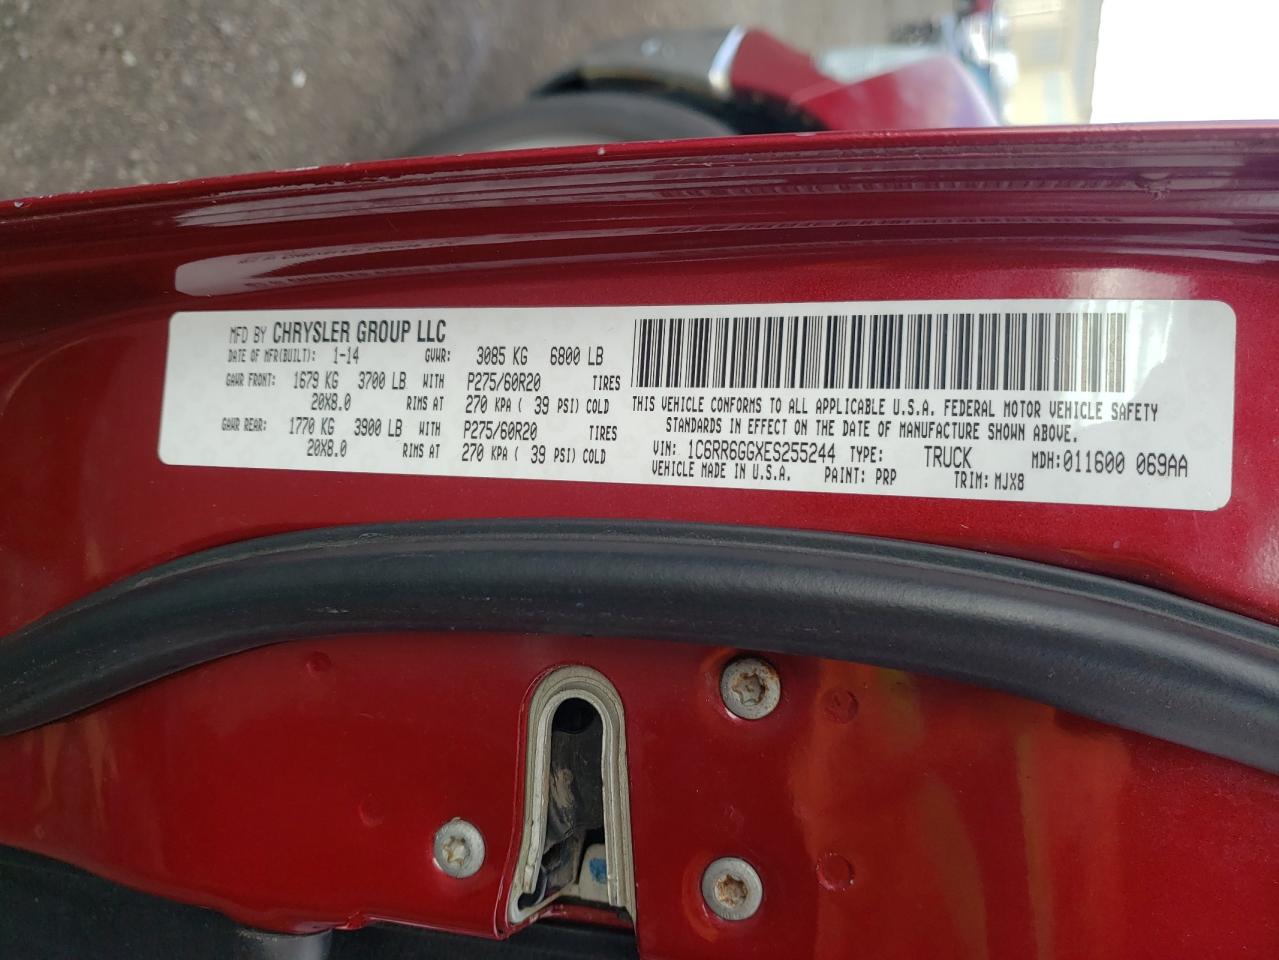 MFD BY CHRYSLER GROUP LLC
DATE OF MFR(BUILT): 1-14 GVWR: 3085 KG 6800 LB
GAWR FRONT: 1679 KG 3700 LB WITH P275/60R20 TIRES
20X8.0 RIMS AT 270 KPA ( 39 PSI) COLD
GAWR REAR: 1770 KG 3900 LB WITH P275/60R20 TIRES
20X8.0 RIMS AT 270 KPA ( 39 PSI) COLD
THIS VEHICLE CONFORMS TO ALL APPLICABLE U.S.A. FEDERAL MOTOR VEHICLE SAFETY
STANDARDS IN EFFECT ON THE DATE OF MANUFACTURE SHOWN ABOVE.
VIN: 1C6RR6GGXES255244 TYPE: TRUCK MDH:011600 069AA
VEHICLE MADE IN U.S.A. PAINT: PRP TRIM: MJX8